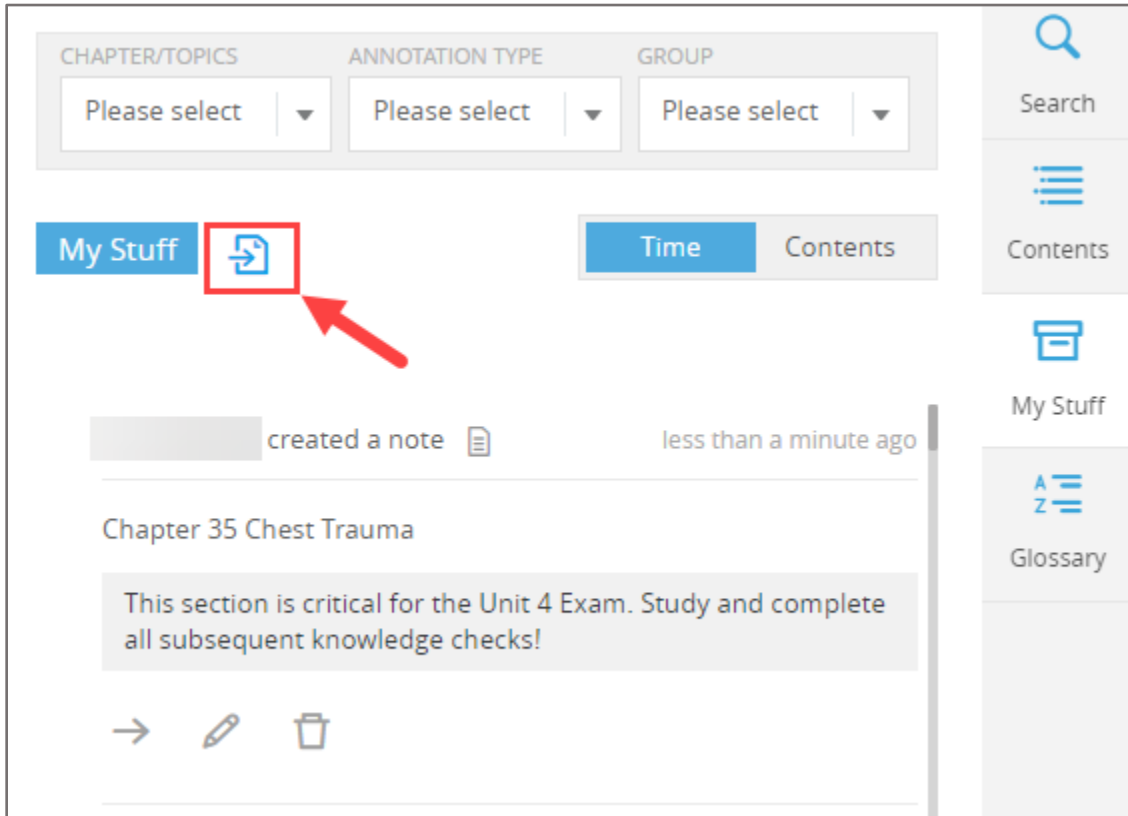 CHAPTER/TOPICS ANNOTATION TYPE GROUP
Please select Please select Please select
My Stuff Time Contents
created a note less than a minute ago
Chapter 35 Chest Trauma
This section is critical for the Unit 4 Exam. Study and complete
all subsequent knowledge checks!
Search
Contents
My Stuff
A
Z
Glossary